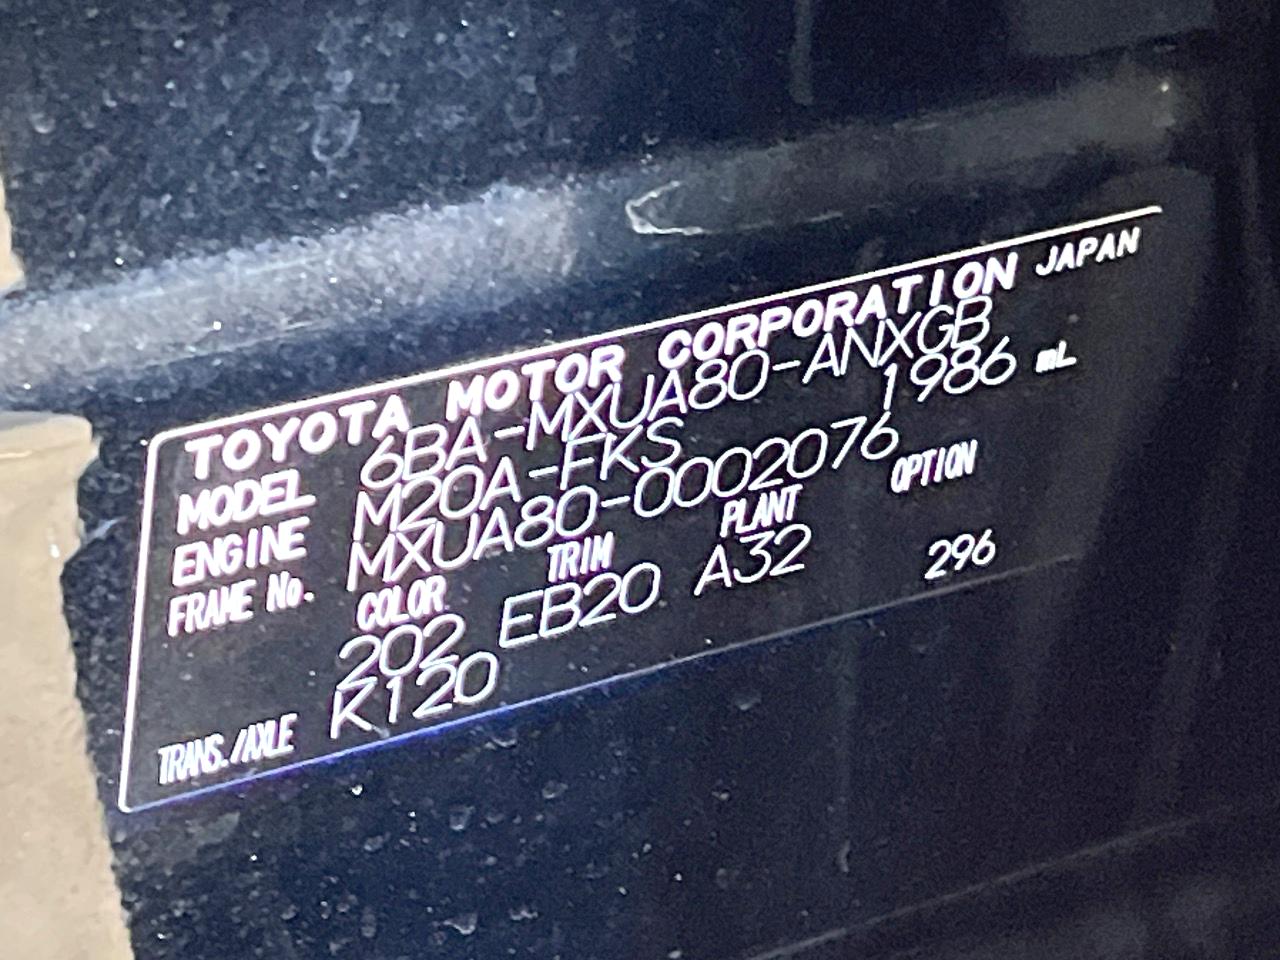 TOYOTA MOTOR CORPORATION JAPAN
MODEL 6BA-MXUA80-ANXGB
ENGINE M20A-FKS 1986 mL
FRAME No. MXUA80-0002076
COLOR TRIM PLANT OPTION
202 EB20 A32 296
TRANS./AXLE K120